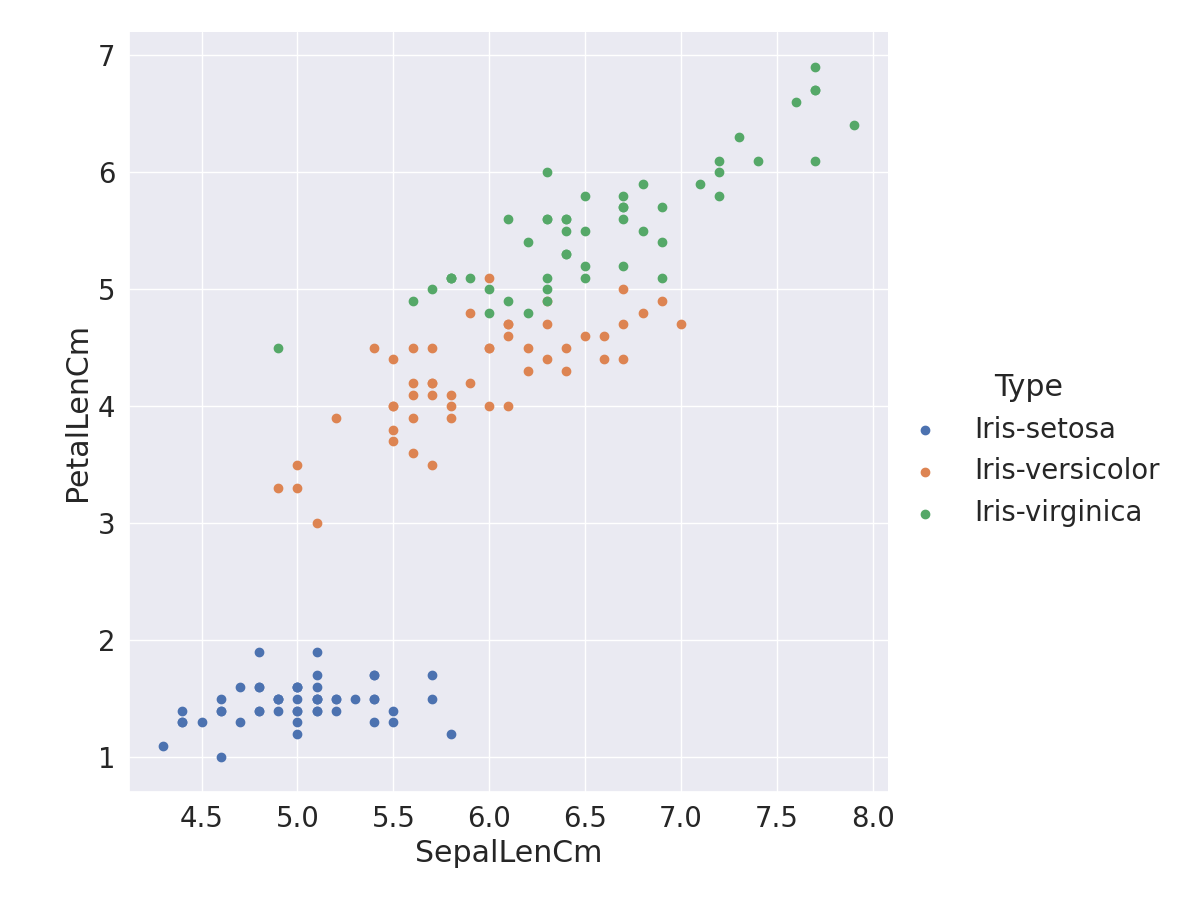 7
6
5
4
3
2
1
PetalLenCm
4.5 5.0 5.5 6.0 6.5 7.0 7.5 8.0
SepalLenCm
Type
Iris-setosa
Iris-versicolor
Iris-virginica